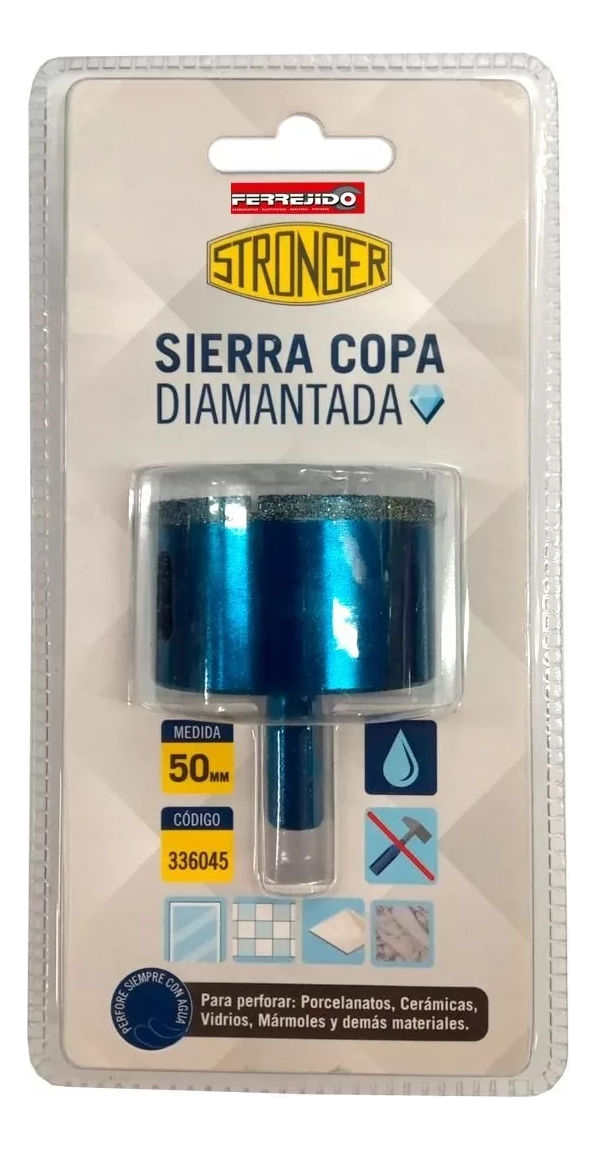 FERREJIDO
STRONGER
SIERRA COPA
DIAMANTADA
MEDIDA
50MM
CÓDIGO
336045
PERFORE SIEMPRE CON AGUA
Para perforar: Porcelanatos, Cerámicas,
Vidrios, Mármoles y demás materiales.